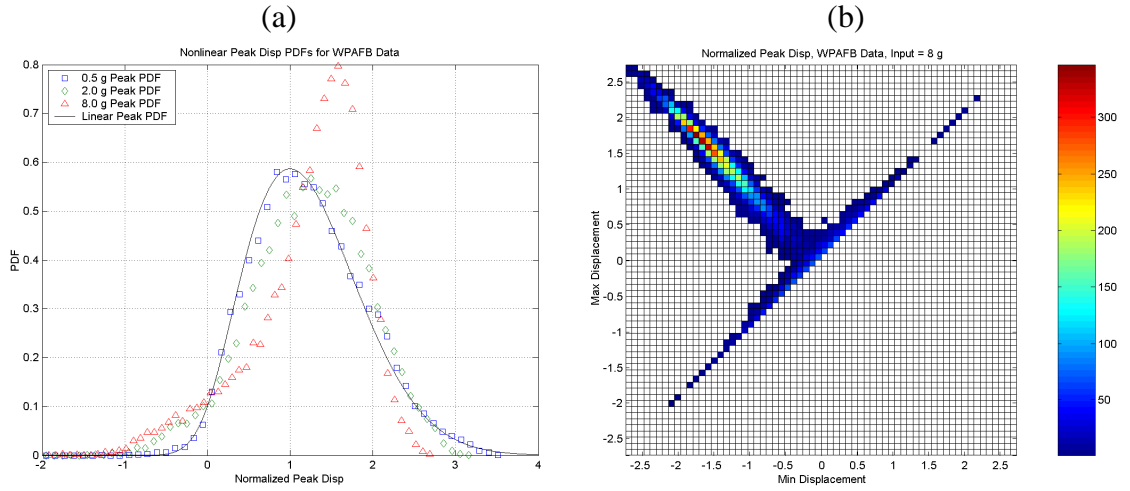 (a)
Nonlinear Peak Disp PDFs for WPAFB Data
0.8
0.7
0.6
0.5
0.4
0.3
0.2
0.1
0
PDF
0.5 g Peak PDF
2.0 g Peak PDF
8.0 g Peak PDF
Linear Peak PDF
-2 -1 0 1 2 3 4
Normalized Peak Disp
(b)
Normalized Peak Disp, WPAFB Data, Input = 8 g
2.5
2
1.5
1
0.5
0
-0.5
-1
-1.5
-2
-2.5
Max Displacement
-2.5 -2 -1.5 -1 -0.5 0 0.5 1 1.5 2 2.5
Min Displacement
300
250
200
150
100
50